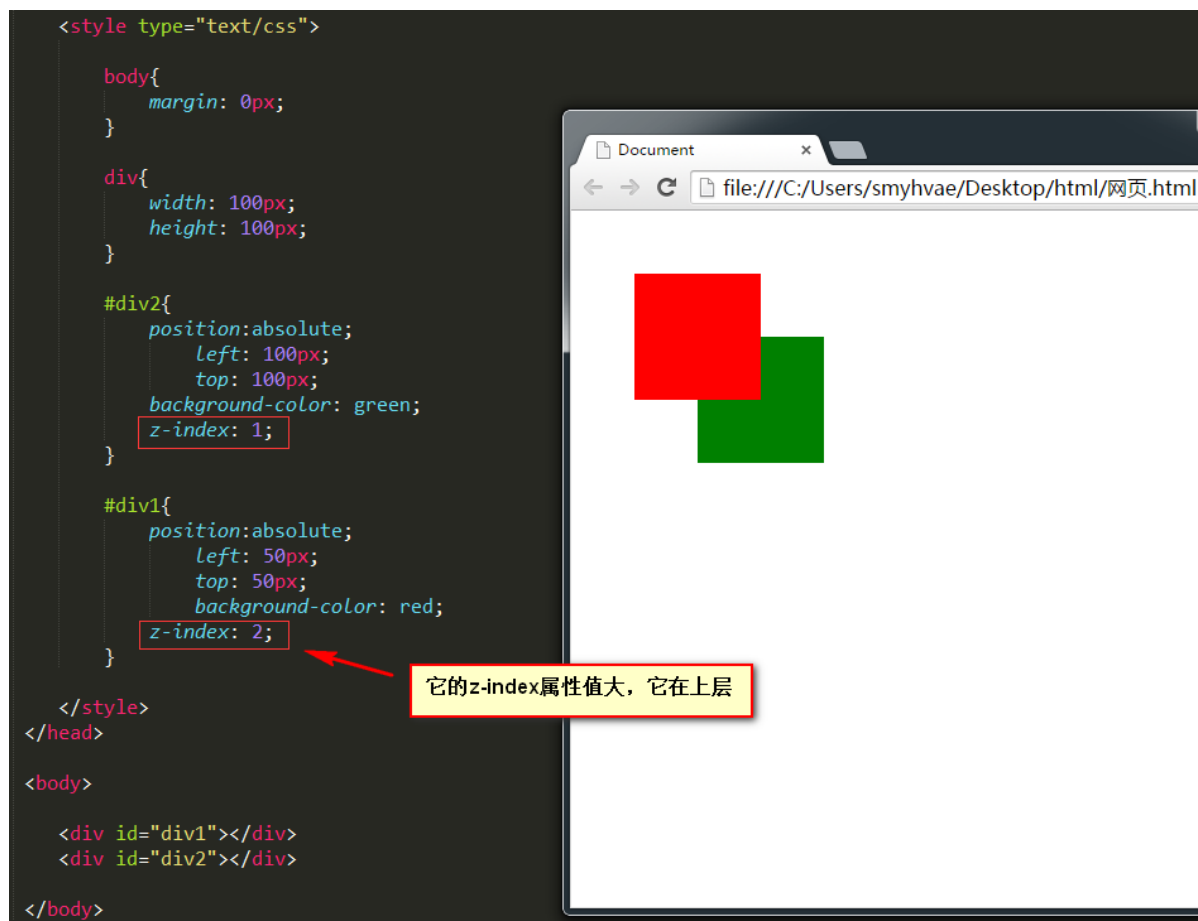 <style type="text/css">
body{
margin: 0px;
}
div{
width: 100px;
height: 100px;
}
#div2{
position:absolute;
left: 100px;
top: 100px;
background-color: green;
z-index: 1;
}
#div1{
position:absolute;
left: 50px;
top: 50px;
background-color: red;
z-index: 2;
}
</style>
</head>
<body>
<div id="div1"></div>
<div id="div2"></div>
</body>
它的z-index属性值大，它在上层
Document
file:///C:/Users/smyhvae/Desktop/html/网页.html